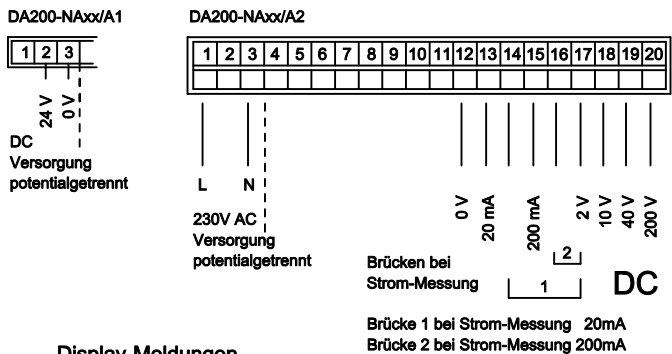 DA200-NAxx/A1
DA200-NAxx/A2
1 2 3
1 2 3 4 5 6 7 8 9 10 11 12 13 14 15 16 17 18 19 20
24 V
0 V
DC
Versorgung
potentialgetrennt
L N
230V AC
Versorgung
potentialgetrennt
0 V
20 mA
200 mA
2 V
10 V
40 V
200 V
Brücken bei
Strom-Messung
2
1
DC
Brücke 1 bei Strom-Messung 20mA
Brücke 2 bei Strom-Messung 200mA
Display Meldungen